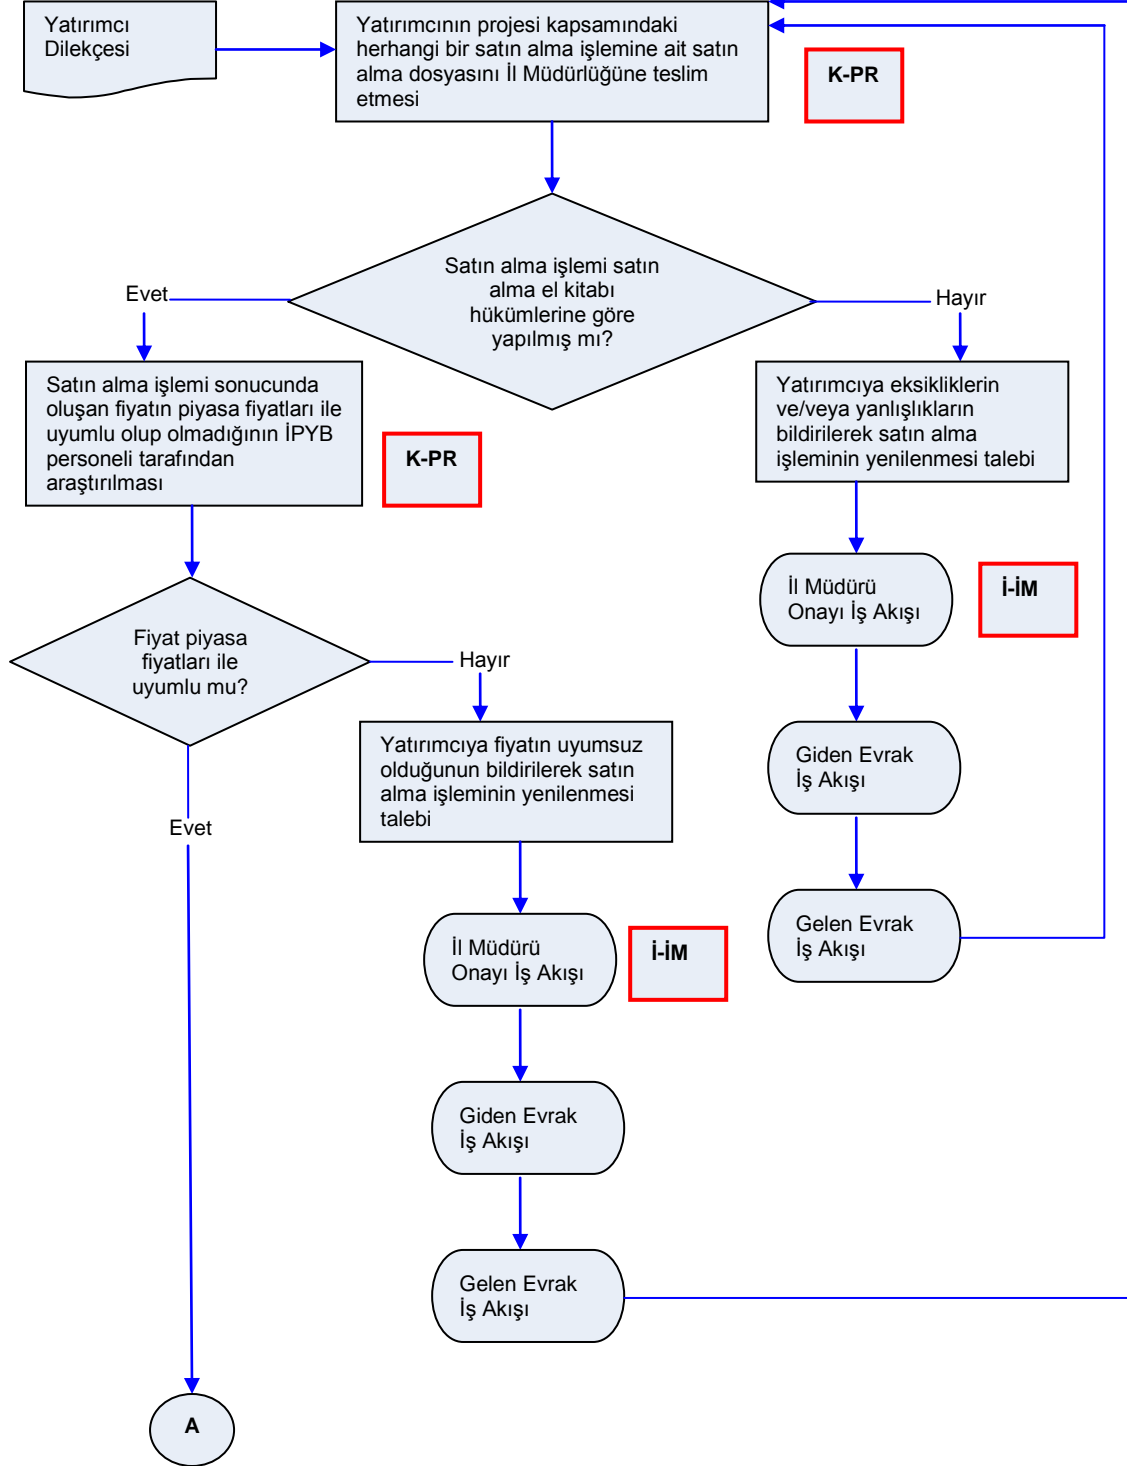 Yatırımcı
Dilekçesi
Yatırımcının projesi kapsamındaki
herhangi bir satın alma işlemine ait satın
alma dosyasını İl Müdürlüğüne teslim
etmesi
K-PR
Satın alma işlemi satın
alma el kitabı
hükümlerine göre
yapılmış mı?
Evet
Hayır
Satın alma işlemi sonucunda
oluşan fiyatın piyasa fiyatları ile
uyumlu olup olmadığının İPYB
personeli tarafından
araştırılması
K-PR
Yatırımcıya eksikliklerin
ve/veya yanlışlıkların
bildirilerek satın alma
işleminin yenilenmesi talebi
İl Müdürü
Onayı İş Akışı
İ-İM
Fiyat piyasa
fiyatları ile
uyumlu mu?
Hayır
Yatırımcıya fiyatın uyumsuz
olduğunun bildirilerek satın
alma işleminin yenilenmesi
talebi
Giden Evrak
İş Akışı
Evet
Gelen Evrak
İş Akışı
İl Müdürü
Onayı İş Akışı
İ-İM
Giden Evrak
İş Akışı
Gelen Evrak
İş Akışı
A